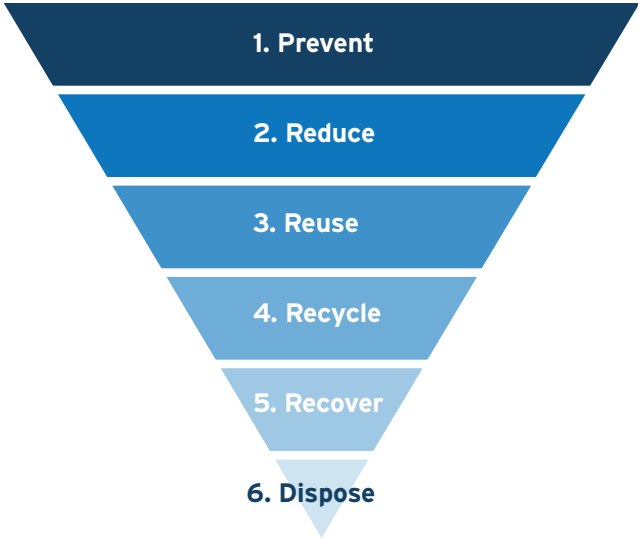 1. Prevent
2. Reduce
3. Reuse
4. Recycle
5. Recover
6. Dispose